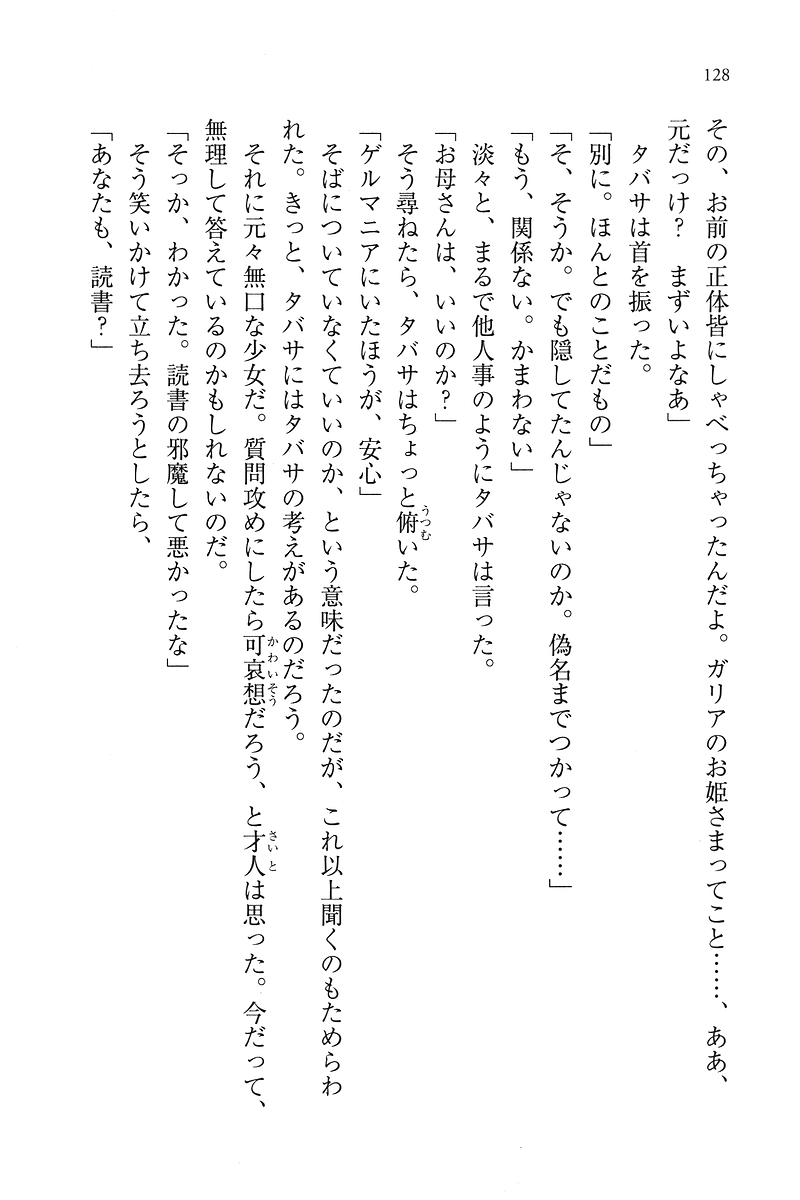 128
その、お前の正体皆にしゃべっちゃったんだよ。ガリアのお姫さまってこと……、ああ、
元だっけ？　まずいよなあ」
　タバサは首を振った。
「別に。ほんとのことだもの」
「そ、そうか。でも隠してたんじゃないのか。偽名までつかって……」
「もう、関係ない。かまわない」
　淡々と、まるで他人事のようにタバサは言った。
「お母さんは、いいのか？」
　そう尋ねたら、タバサはちょっと俯いた。
「ゲルマニアにいたほうが、安心」
　そばについていなくていいのか、という意味だったのだが、これ以上聞くのもためらわ
れた。きっと、タバサにはタバサの考えがあるのだろう。
　それに元々無口な少女だ。質問攻めにしたら可哀想だろう、と才人は思った。今だって、
無理して答えているのかもしれないのだ。
「そっか、わかった。読書の邪魔して悪かったな」
　そう笑いかけて立ち去ろうとしたら、
「あなたも、読書？」